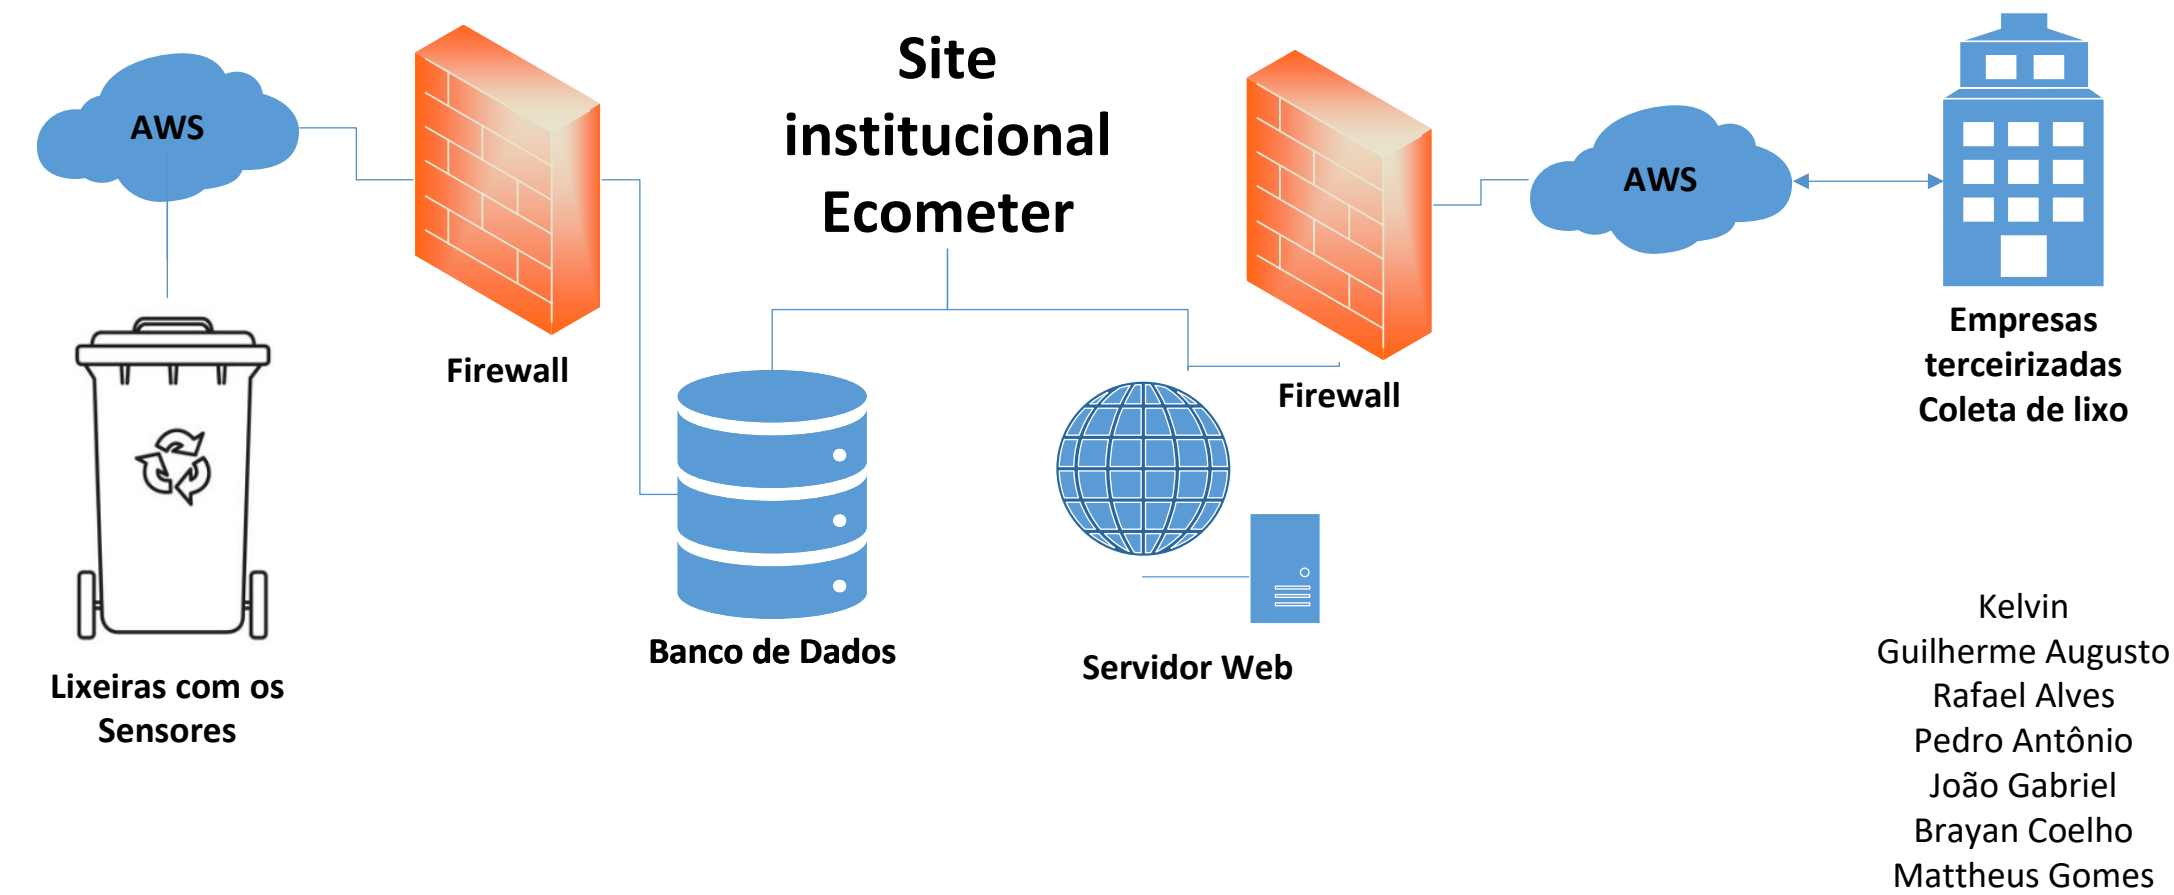 AWS
Firewall
Lixeiras com os
Sensores
Site
institucional
Ecometer
Banco de Dados
Servidor Web
Firewall
AWS
Empresas
terceirizadas
Coleta de lixo
Kelvin
Guilherme Augusto
Rafael Alves
Pedro Antônio
João Gabriel
Brayan Coelho
Mattheus Gomes